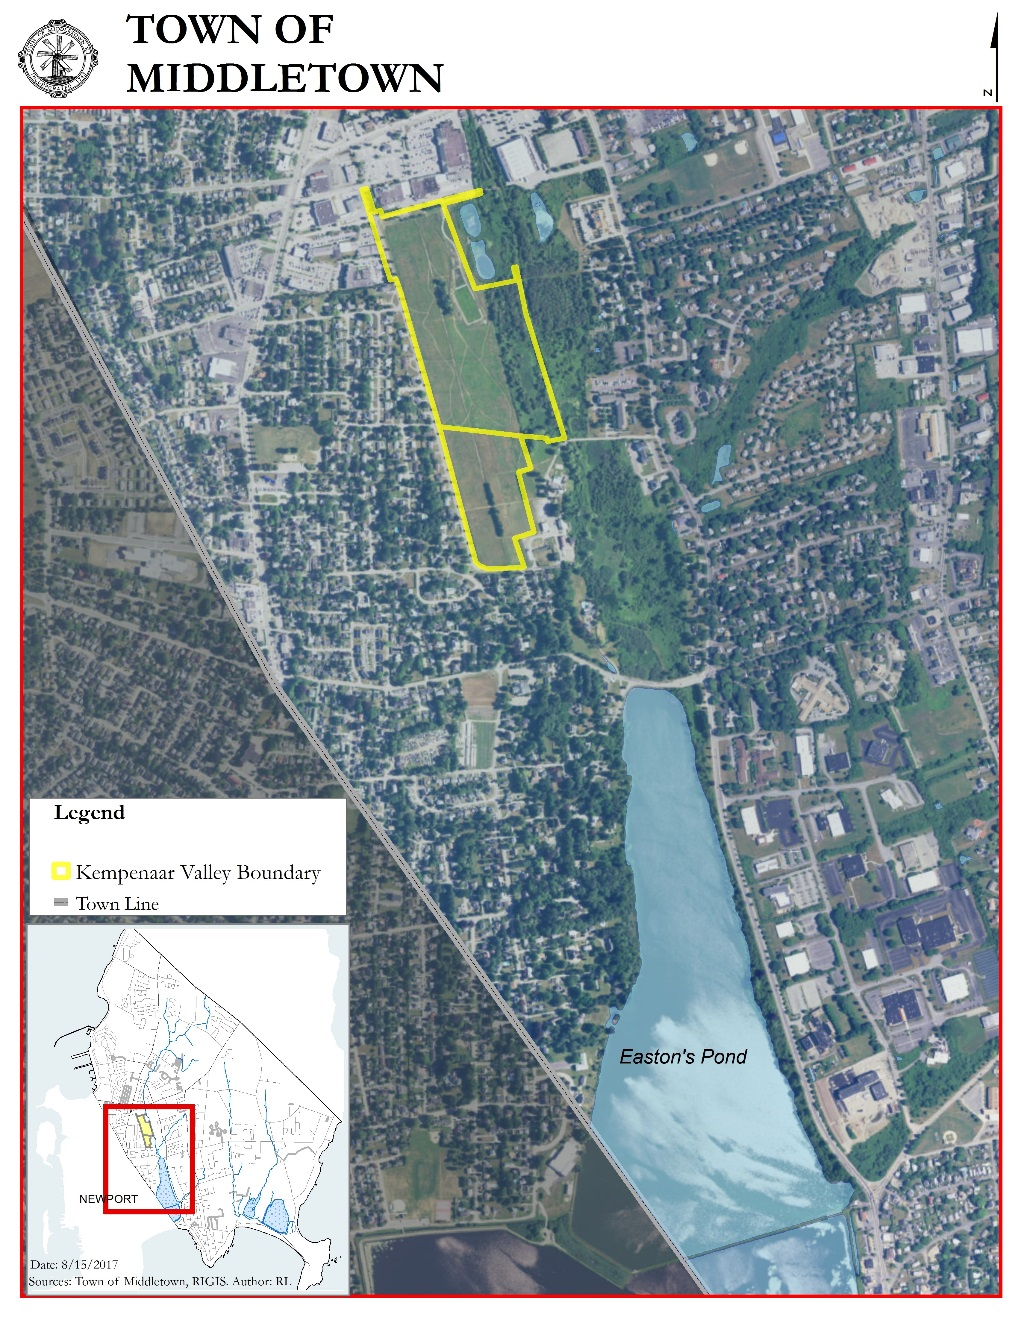 TOWN OF
MIDDLETOWN
N
Legend
Kempenaar Valley Boundary
Town Line
Easton's Pond
NEWPORT
Date: 8/15/2017
Sources: Town of Middletown, RIGIS. Author: RL